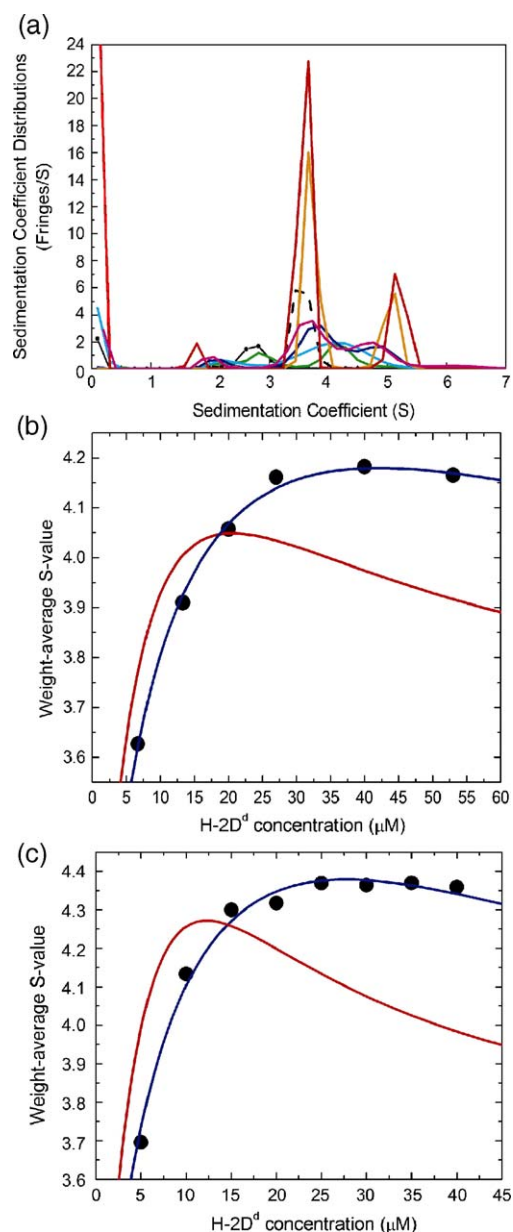 (a)
Sedimentation Coefficient Distributions
(Fringes/S)
24
22
20
18
16
14
12
10
8
6
4
2
0
0 1 2 3 4 5 6 7
Sedimentation Coefficient (S)
(b)
Weight-average S-value
4.2
4.1
4.0
3.9
3.8
3.7
3.6
0 5 10 15 20 25 30 35 40 45 50 55 60
H-2Dᵈ concentration (μM)
(c)
Weight-average S-value
4.4
4.3
4.2
4.1
4.0
3.9
3.8
3.7
3.6
0 5 10 15 20 25 30 35 40 45
H-2Dᵈ concentration (μM)